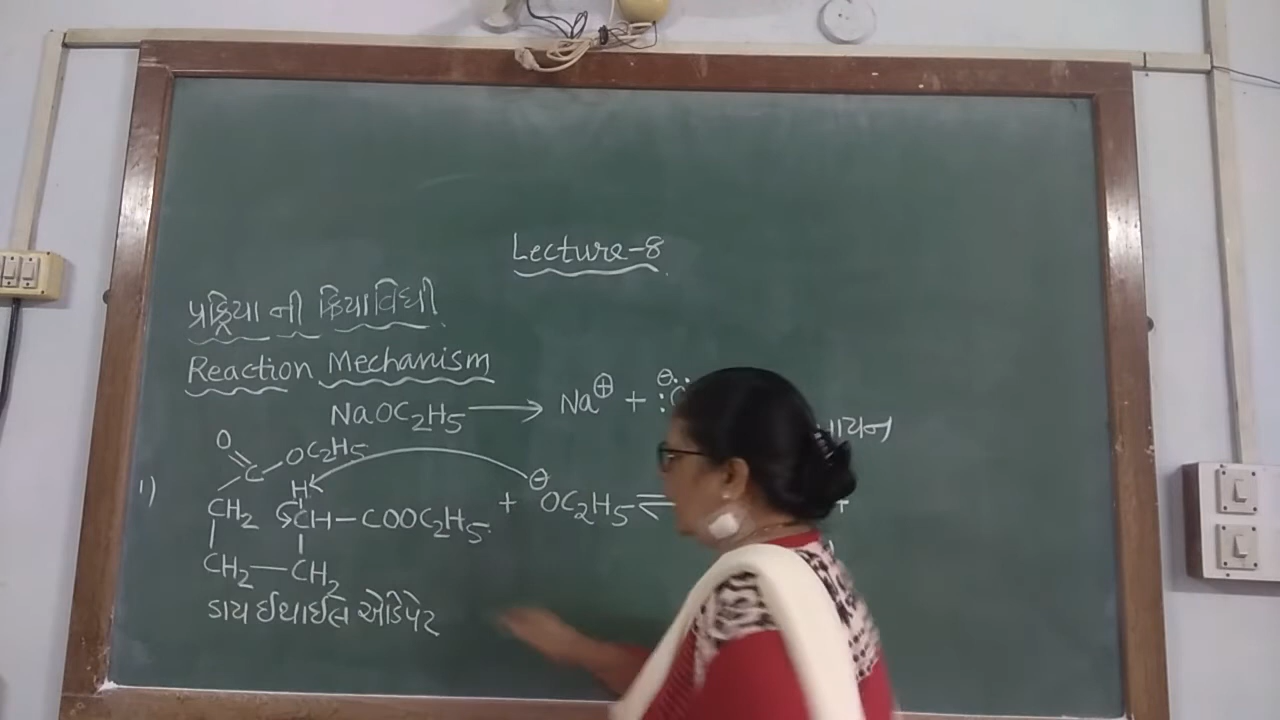 Lecture-8
પ્રક્રિયા ની ક્રિયાવિધી
Reaction Mechanism
NaOC₂H₅ ⟶ Na⊕ + ⊖
O OC₂H₅
C
1) H
CH₂ CH—COOC₂H₅ + ⊖OC₂H₅ ⇌ +
CH₂—CH₂
ડાય ઈથાઈલ એડિપેટ